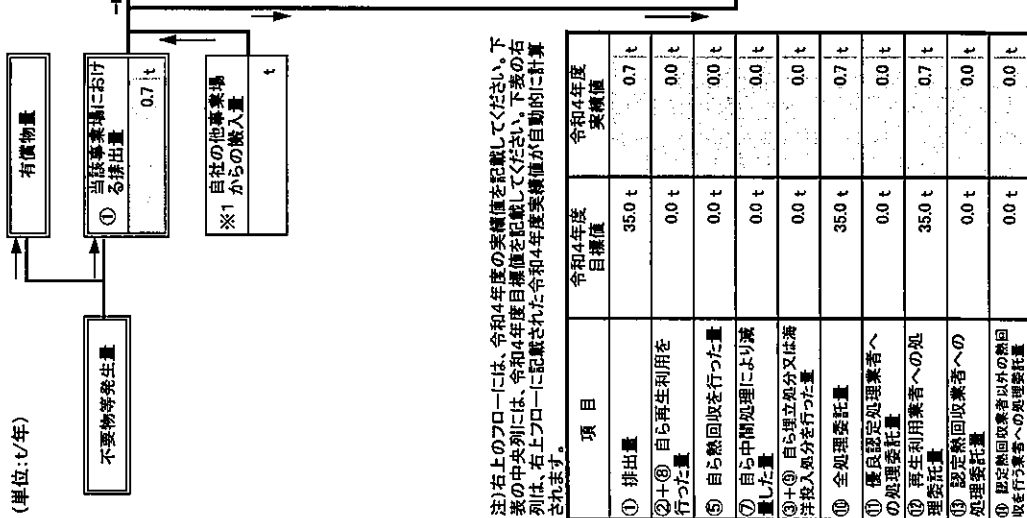 (単位:t/年)
不要物等発生量
有償物量
① 当該事業場におけ
る排出量
0.7 t
自社の他事業場
※1 からの搬入量
t
注)右上のフローには、令和4年度の実績値を記載してください。下
表の中央列には、令和4年度目標値を記載してください。下表の右
列は、右上フローに記載された令和4年度実績値が自動的に計算
されます。
項 目
令和4年度
目標値
令和4年度
実績値
① 排出量
35.0 t
0.7 t
②+⑧ 自ら再生利用を
行った量
0.0 t
0.0 t
⑤ 自ら熱回収を行った量
0.0 t
0.0 t
⑦ 自ら中間処理により減
量した量
0.0 t
0.0 t
③+⑨ 自ら埋立処分又は海
洋投入処分を行った量
0.0 t
0.0 t
⑩ 全処理委託量
35.0 t
0.7 t
⑪ 優良認定処理業者へ
の処理委託量
0.0 t
0.0 t
⑫ 再生利用業者への処
理委託量
35.0 t
0.7 t
⑬ 認定熱回収業者への
処理委託量
0.0 t
0.0 t
⑭ 認定熱回収業者以外の熱回
収を行う業者への処理委託量
0.0 t
0.0 t